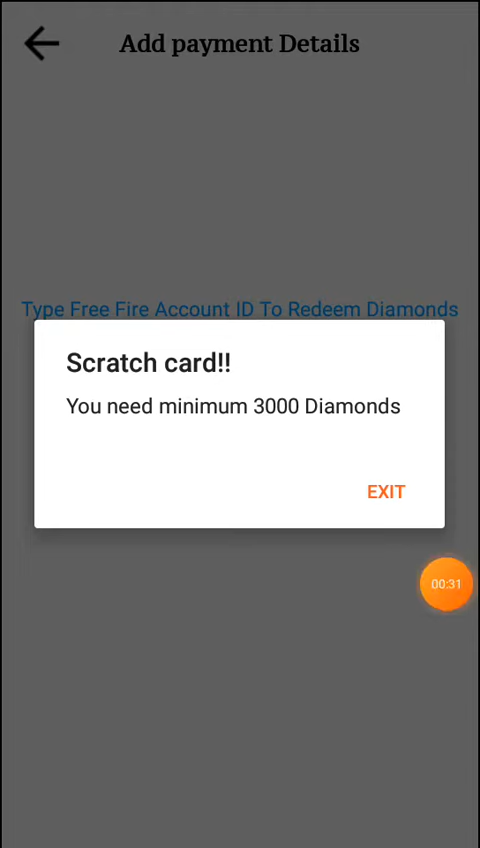 Add payment Details
Type Free Fire Account ID To Redeem Diamonds
Scratch card!!
You need minimum 3000 Diamonds
EXIT
00:31